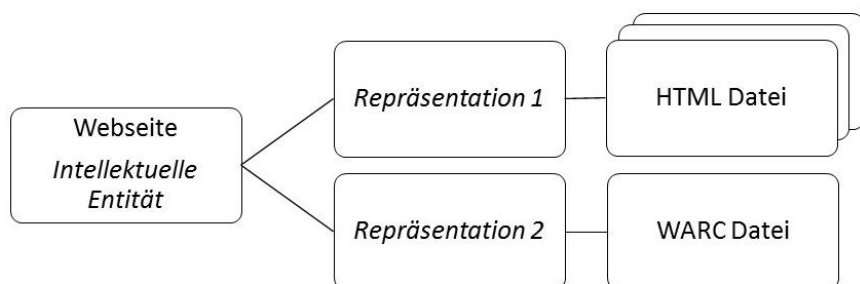 Webseite
Intellektuelle
Entität
Repräsentation 1
HTML Datei
Repräsentation 2
WARC Datei